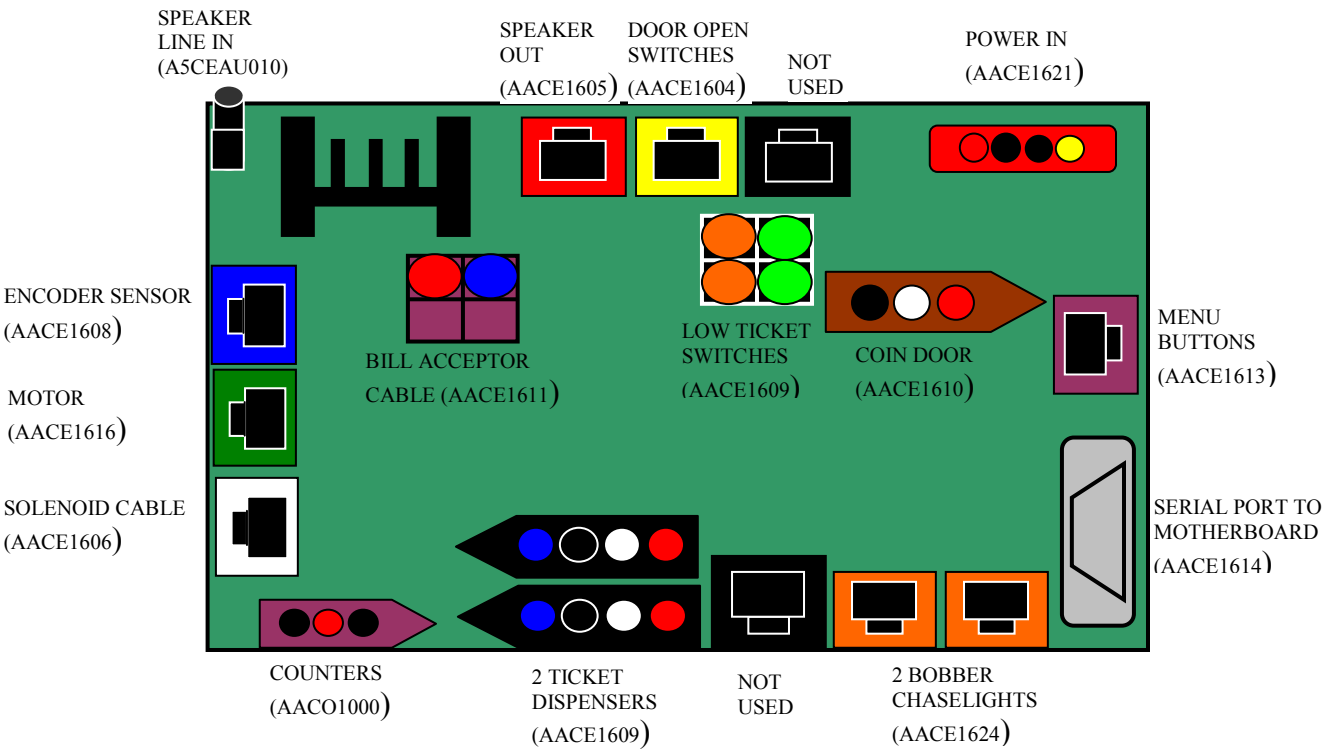 SPEAKER
LINE IN
(A5CEAU010)
SPEAKER
OUT
(AACE1605)
DOOR OPEN
SWITCHES
(AACE1604)
NOT
USED
POWER IN
(AACE1621)
ENCODER SENSOR
(AACE1608)
MOTOR
(AACE1616)
SOLENOID CABLE
(AACE1606)
BILL ACCEPTOR
CABLE (AACE1611)
LOW TICKET
SWITCHES
(AACE1609)
COIN DOOR
(AACE1610)
MENU
BUTTONS
(AACE1613)
SERIAL PORT TO
MOTHERBOARD
(AACE1614)
COUNTERS
(AACO1000)
2 TICKET
DISPENSERS
(AACE1609)
NOT
USED
2 BOBBER
CHASELIGHTS
(AACE1624)